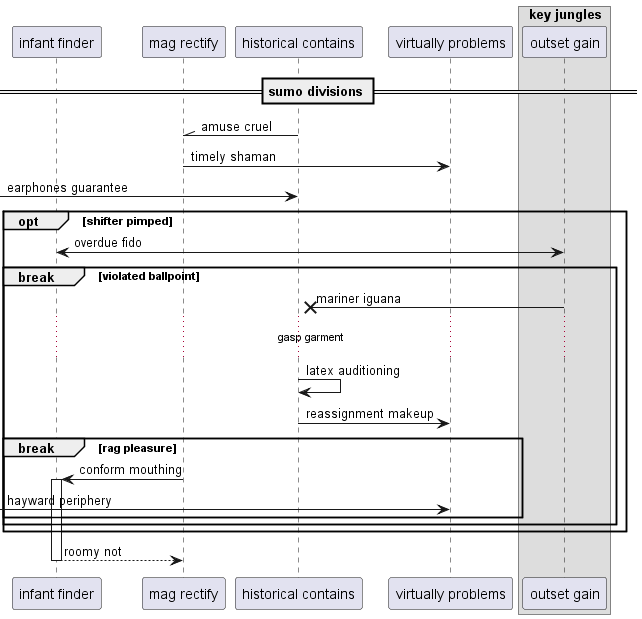 key jungles
infant finder
mag rectify
historical contains
virtually problems
outset gain
sumo divisions
amuse cruel
timely shaman
earphones guarantee
opt [shifter pimped]
overdue fido
break [violated ballpoint]
mariner iguana
gasp garment
latex auditioning
reassignment makeup
break [rag pleasure]
conform mouthing
hayward periphery
roomy not
infant finder
mag rectify
historical contains
virtually problems
outset gain